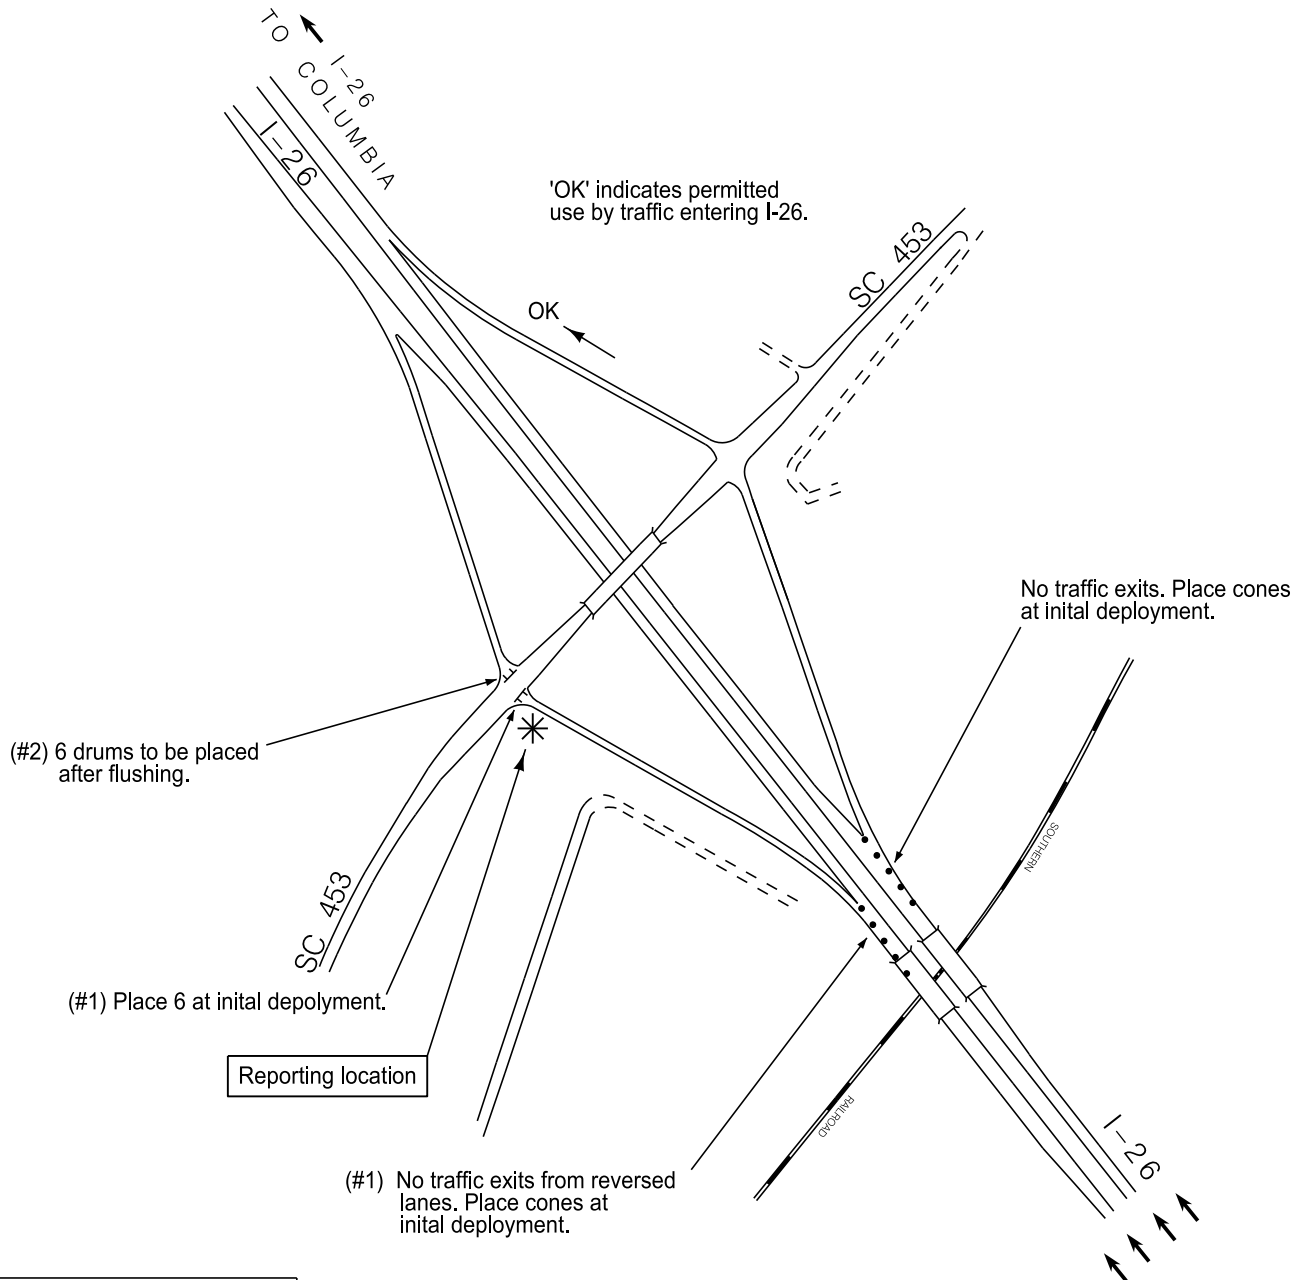 TO COLUMBIA
I-26
I-26
'OK' indicates permitted
use by traffic entering I-26.
SC 453
OK
No traffic exits. Place cones
at inital deployment.
(#2) 6 drums to be placed
after flushing.
SOUTHERN
SC 453
(#1) Place 6 at inital depolyment.
Reporting location
RAILROAD
I-26
(#1) No traffic exits from reversed
lanes. Place cones at
inital deployment.